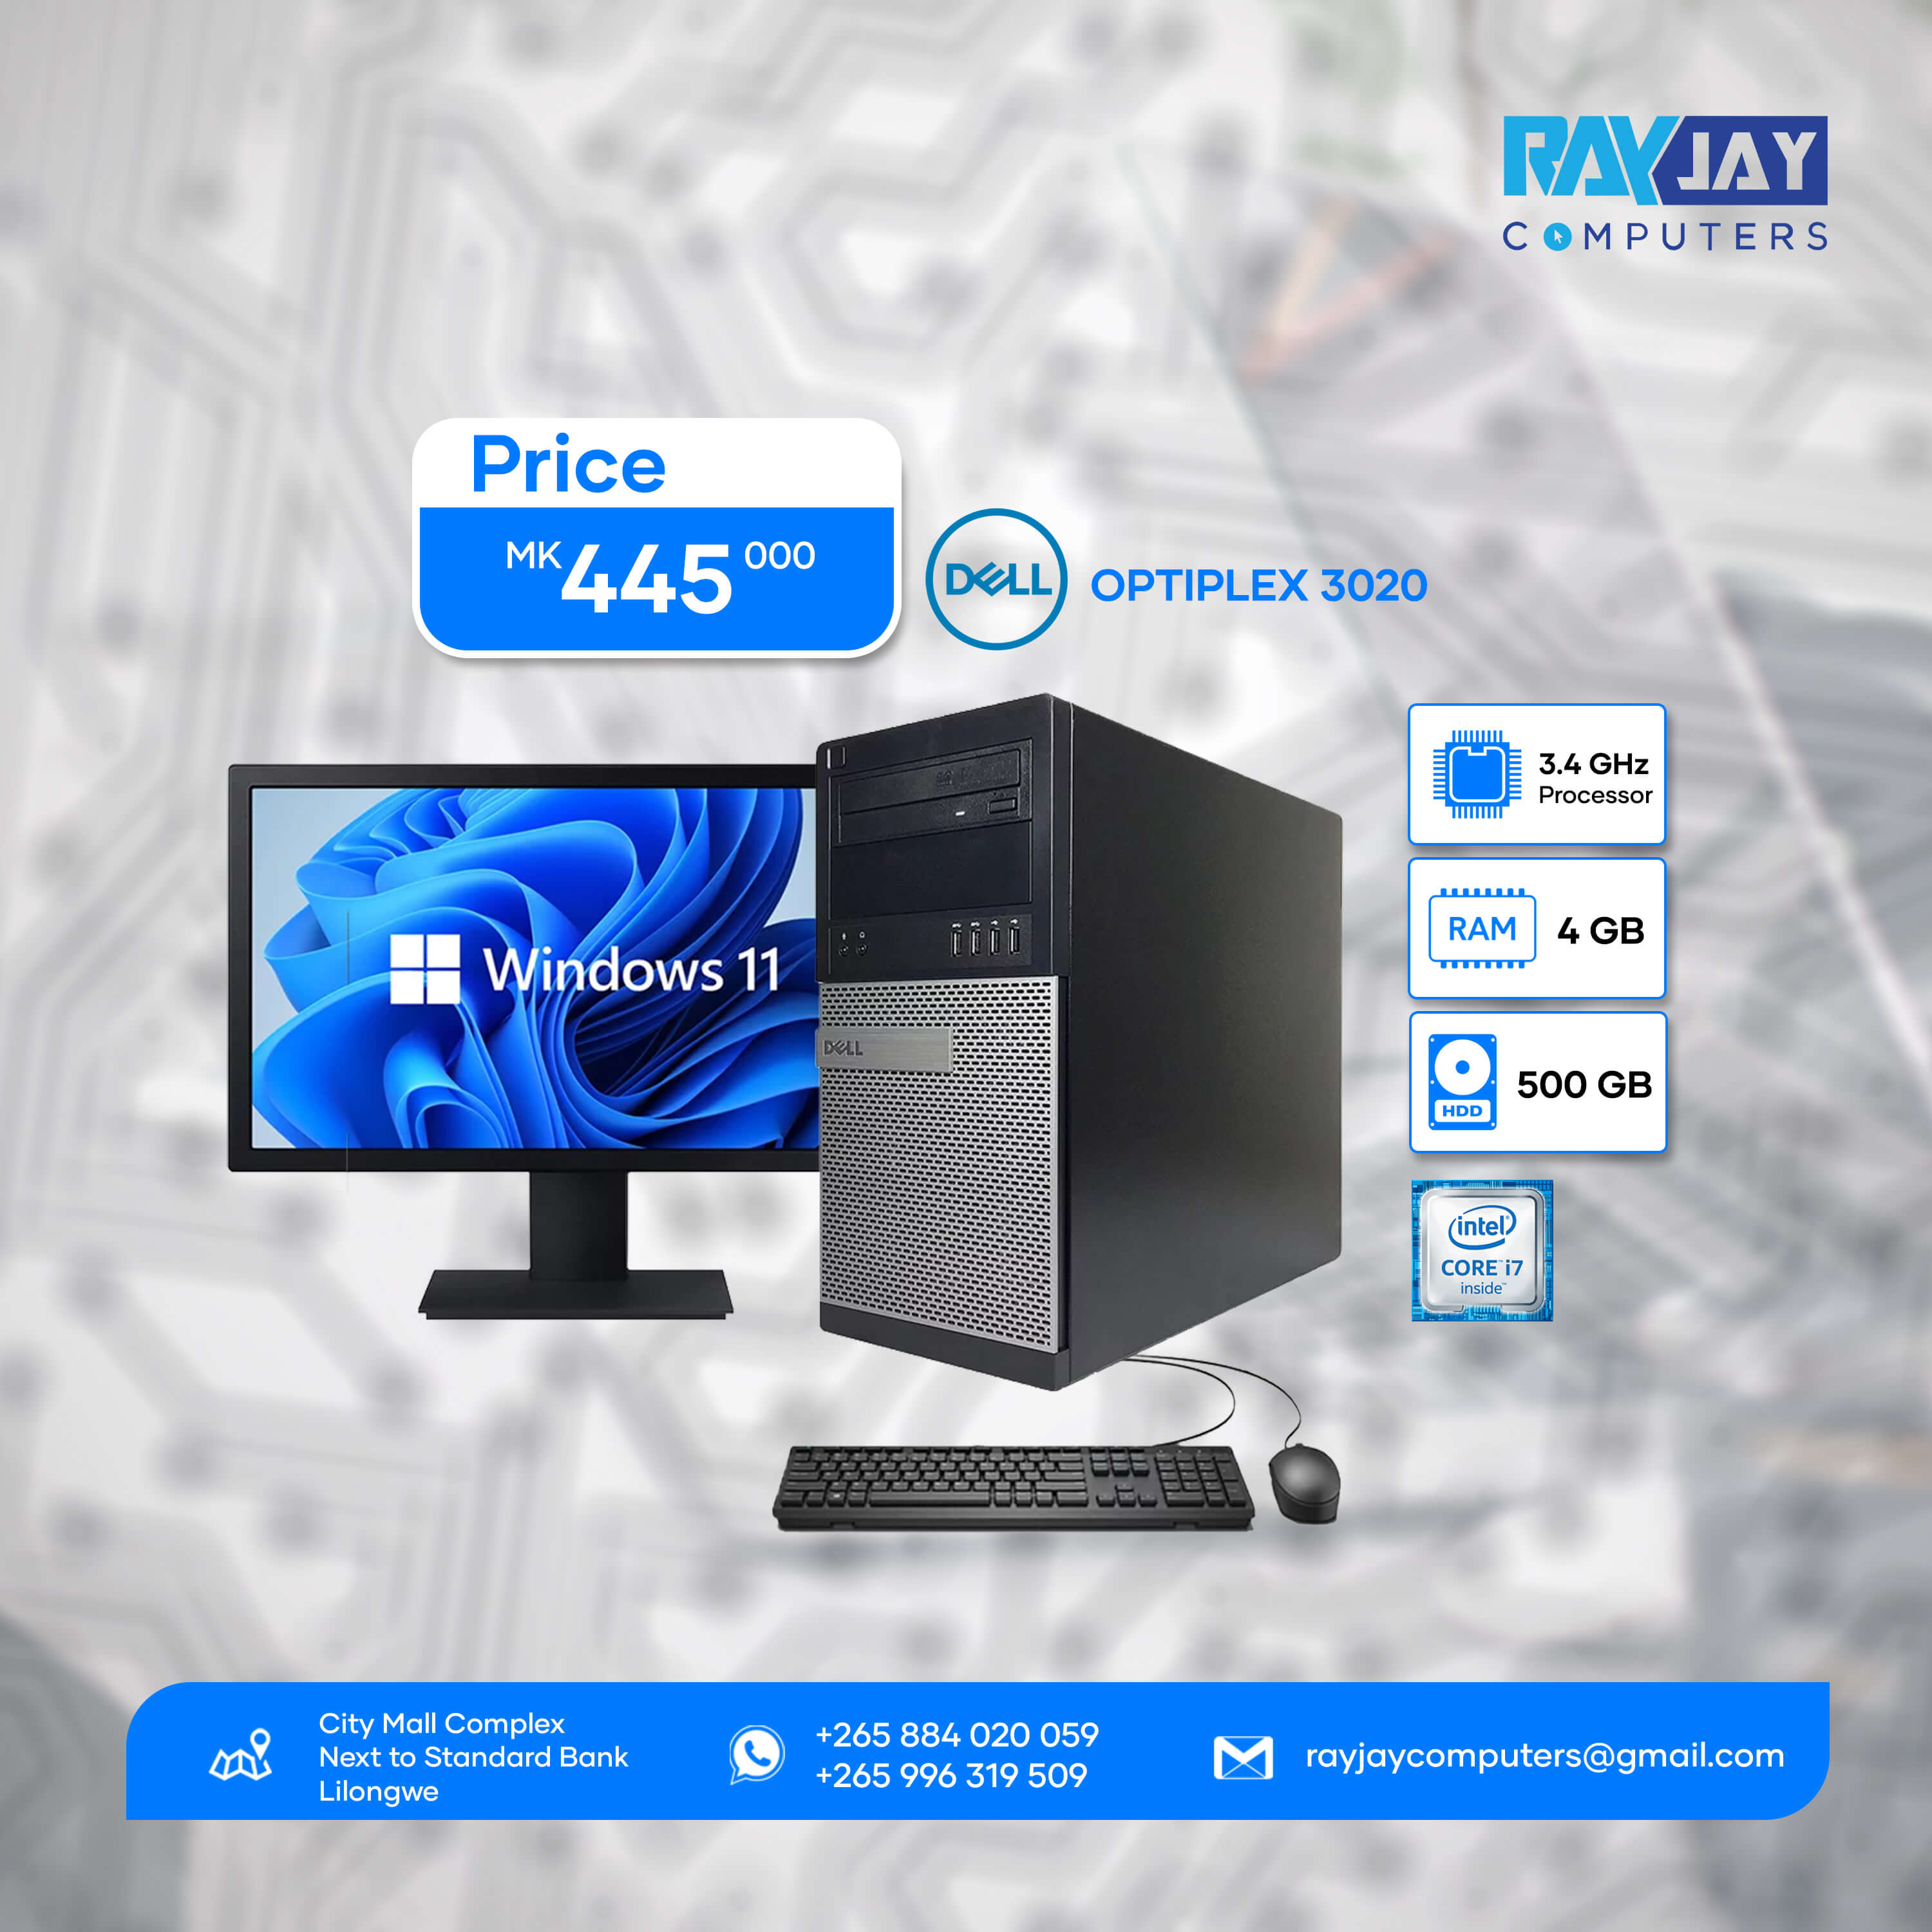 RAYJAY
COMPUTERS
Price
MK445 000
DELL
OPTIPLEX 3020
3.4 GHz
Processor
RAM 4 GB
500 GB
HDD
Windows 11
DELL
intel
CORE™ i7
inside™
City Mall Complex
Next to Standard Bank
Lilongwe
+265 884 020 059
+265 996 319 509
rayjaycomputers@gmail.com